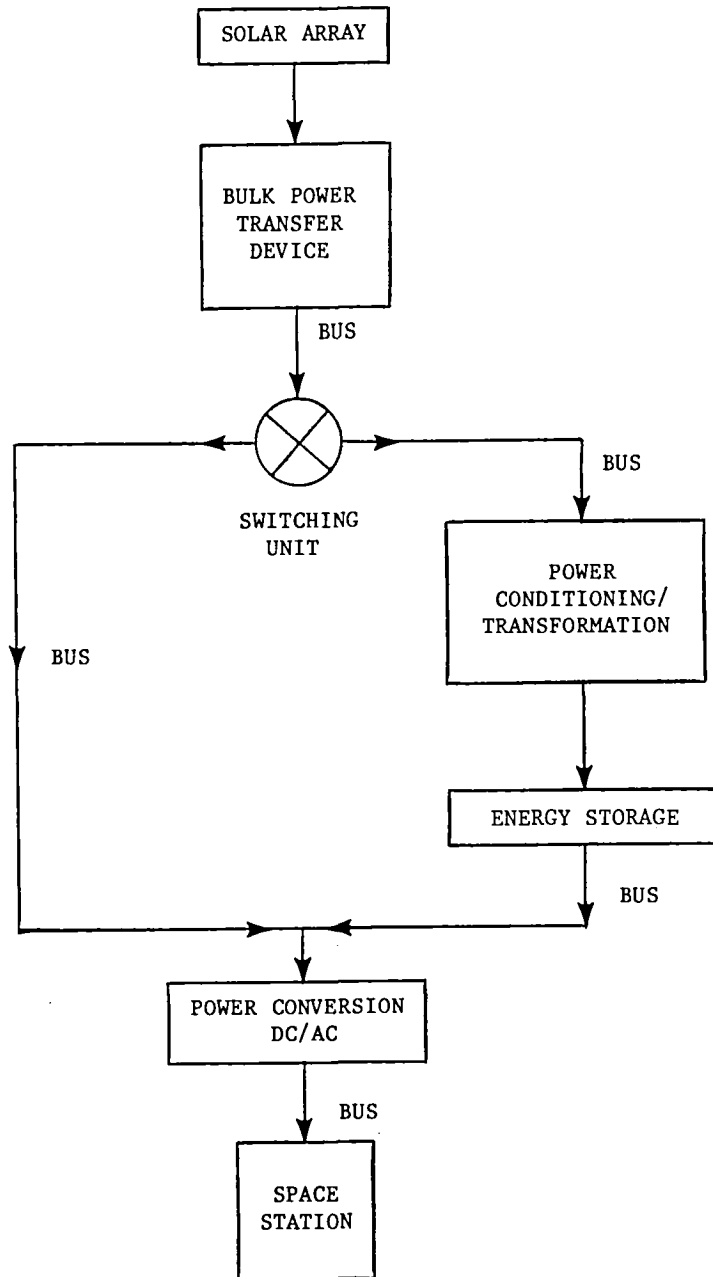 SOLAR ARRAY
BULK POWER
TRANSFER
DEVICE
BUS
BUS
SWITCHING
UNIT
POWER
CONDITIONING/
TRANSFORMATION
BUS
ENERGY STORAGE
BUS
POWER CONVERSION
DC/AC
BUS
SPACE
STATION